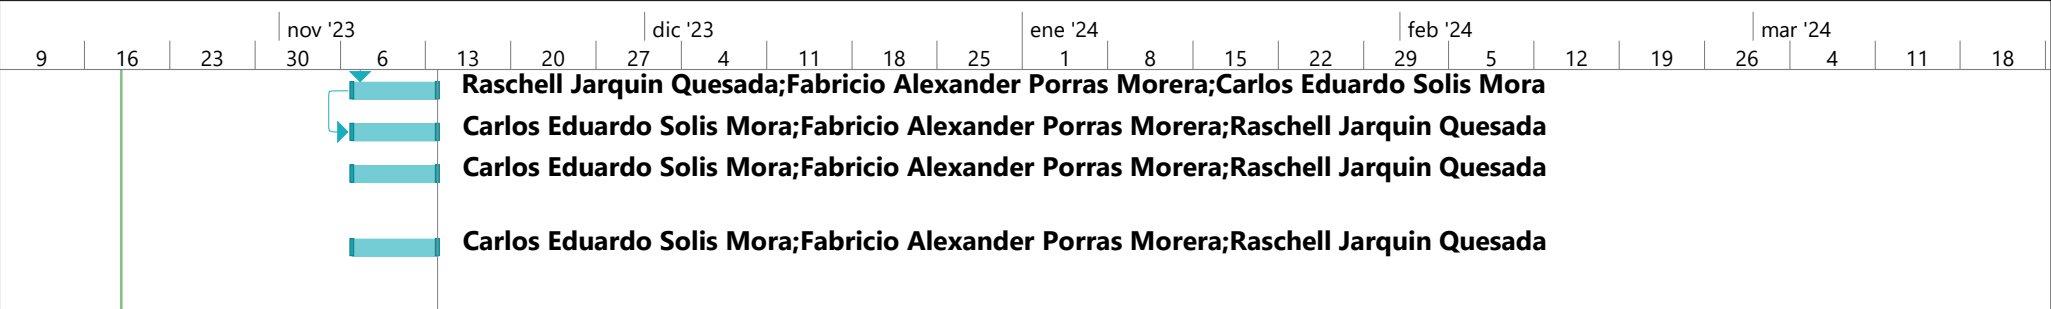 nov '23 dic '23 ene '24 feb '24 mar '24
9 16 23 30 6 13 20 27 4 11 18 25 1 8 15 22 29 5 12 19 26 4 11 18
Raschell Jarquin Quesada;Fabricio Alexander Porras Morera;Carlos Eduardo Solis Mora
Carlos Eduardo Solis Mora;Fabricio Alexander Porras Morera;Raschell Jarquin Quesada
Carlos Eduardo Solis Mora;Fabricio Alexander Porras Morera;Raschell Jarquin Quesada
Carlos Eduardo Solis Mora;Fabricio Alexander Porras Morera;Raschell Jarquin Quesada